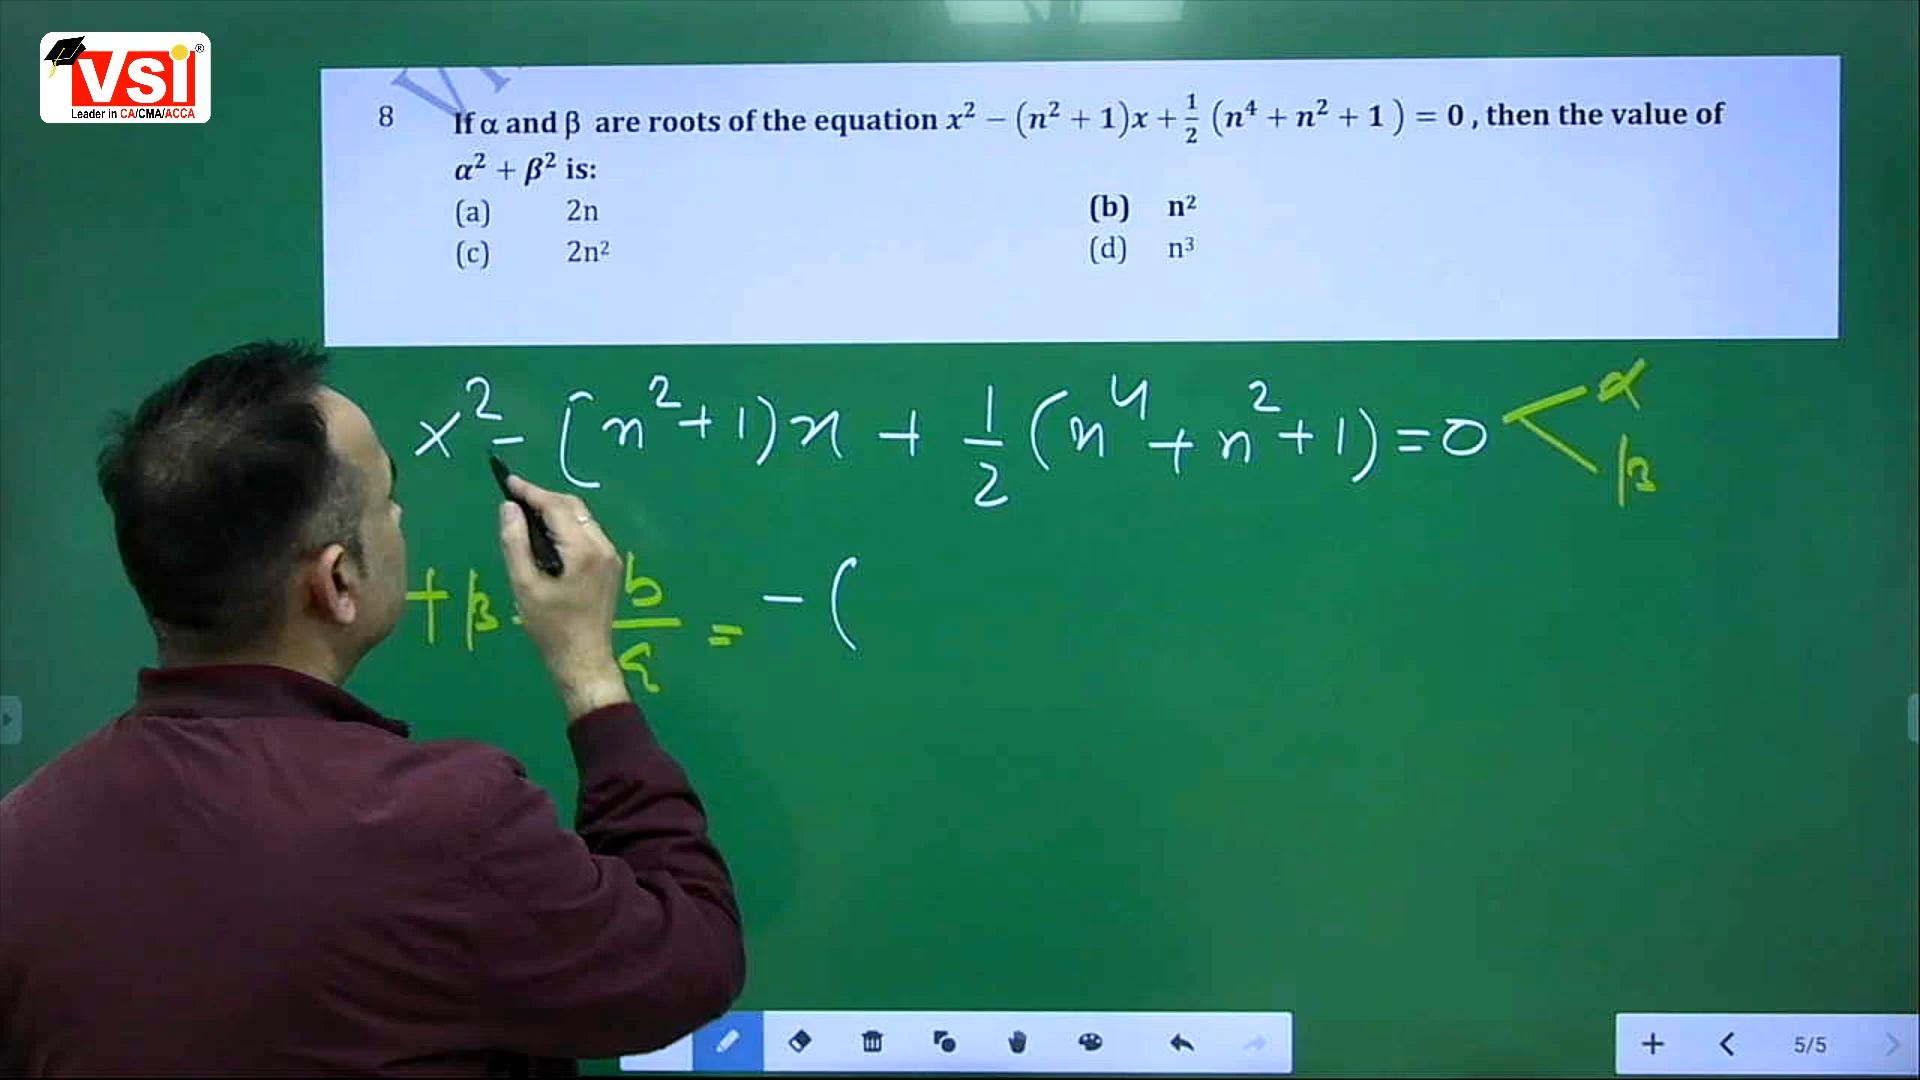 VSI®
Leader in CA/CMA/ACCA
8 If α and β are roots of the equation x² − (n² + 1)x + 1/2 (n⁴ + n² + 1) = 0, then the value of
α² + β² is:
(a) 2n (b) n²
(c) 2n² (d) n³
x² − (n² + 1)x + 1/2 (n⁴ + n² + 1) = 0 < α
β
+ β b/a = − (
5/5